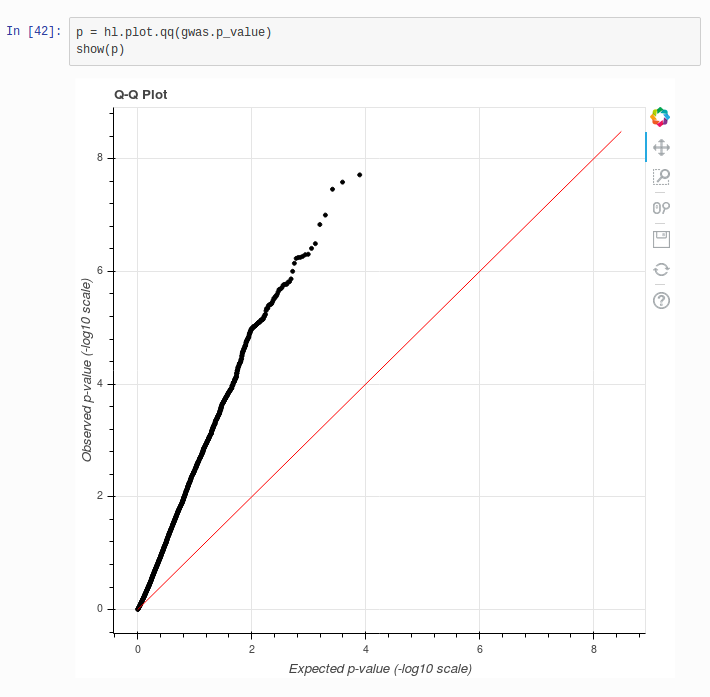 In [42]:
p = hl.plot.qq(gwas.p_value)
show(p)
Q-Q Plot
8
6
4
2
0
Observed p-value (-log10 scale)
0 2 4 6 8
Expected p-value (-log10 scale)